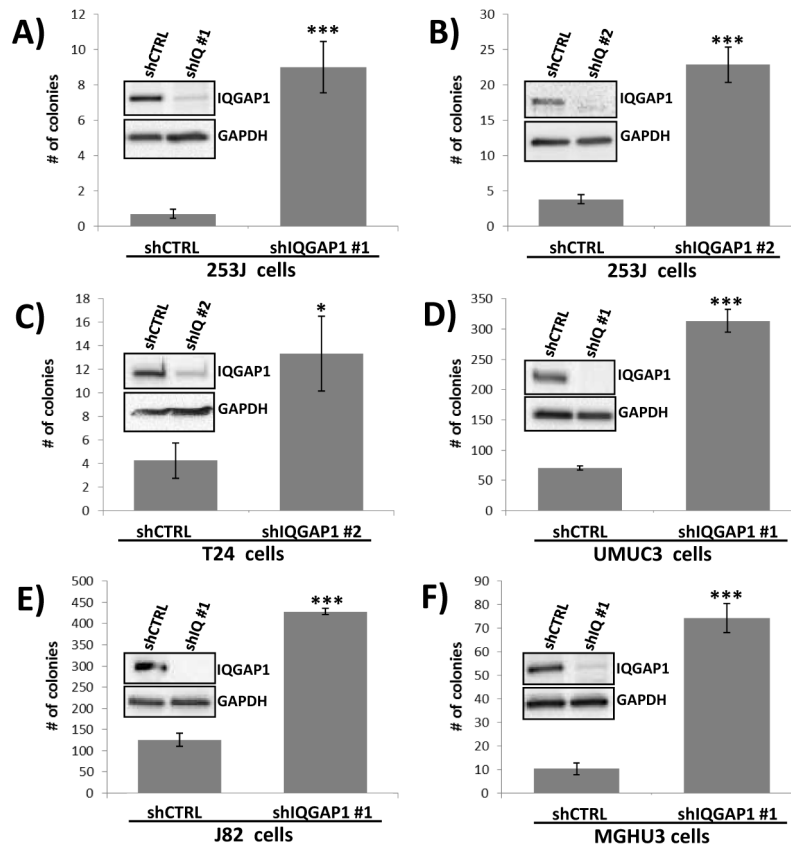 A)
# of colonies
12
10
8
6
4
2
0
shCTRL
shIQ #1
IQGAP1
GAPDH
***
shCTRL
shIQGAP1 #1
253J cells
B)
# of colonies
30
25
20
15
10
5
0
shCTRL
shIQ #2
IQGAP1
GAPDH
***
shCTRL
shIQGAP1 #2
253J cells
C)
# of colonies
18
16
14
12
10
8
6
4
2
0
shCTRL
shIQ #2
IQGAP1
GAPDH
*
shCTRL
shIQGAP1 #2
T24 cells
D)
# of colonies
350
300
250
200
150
100
50
0
shCTRL
shIQ #1
IQGAP1
GAPDH
***
shCTRL
shIQGAP1 #1
UMUC3 cells
E)
# of colonies
500
450
400
350
300
250
200
150
100
50
0
shCTRL
shIQ #1
IQGAP1
GAPDH
***
shCTRL
shIQGAP1 #1
J82 cells
F)
# of colonies
90
80
70
60
50
40
30
20
10
0
shCTRL
shIQ #1
IQGAP1
GAPDH
***
shCTRL
shIQGAP1 #1
MGHU3 cells